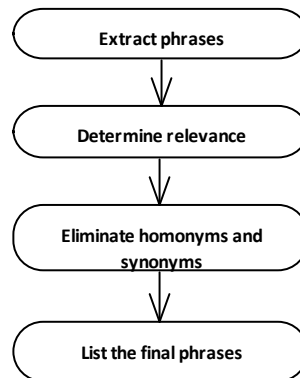 Extract phrases
Determine relevance
Eliminate homonyms and
synonyms
List the final phrases